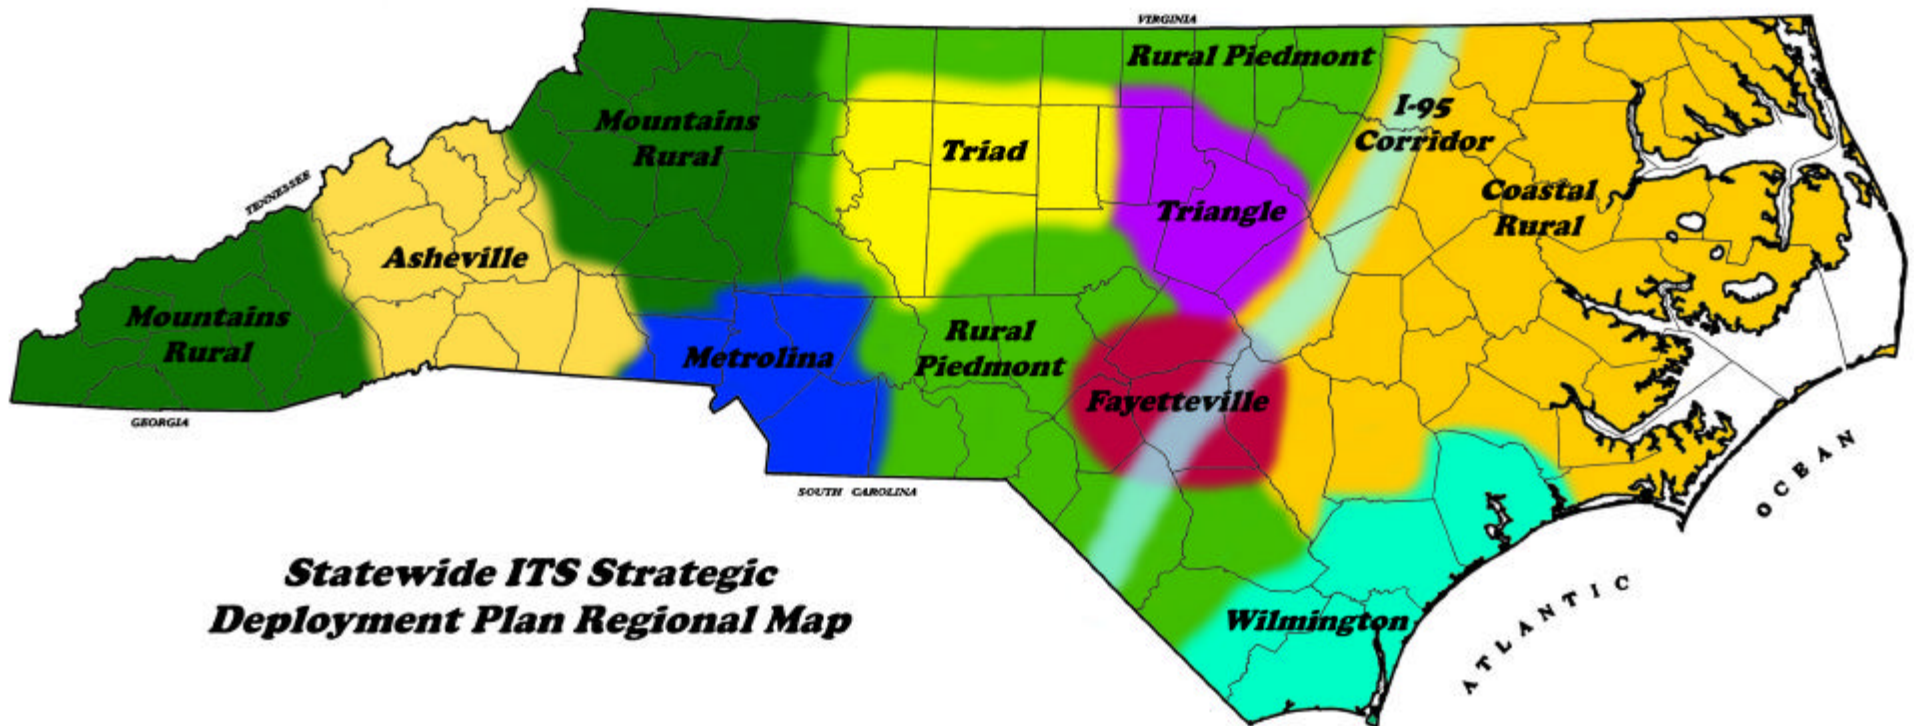 VIRGINIA
Rural Piedmont
I-95
Corridor
Mountains
Rural
Triad
TENNESSEE
Coastal
Rural
Triangle
Asheville
Mountains
Rural
Metrolina
Rural
Piedmont
Fayetteville
GEORGIA
SOUTH CAROLINA
ATLANTIC OCEAN
Statewide ITS Strategic
Deployment Plan Regional Map
Wilmington